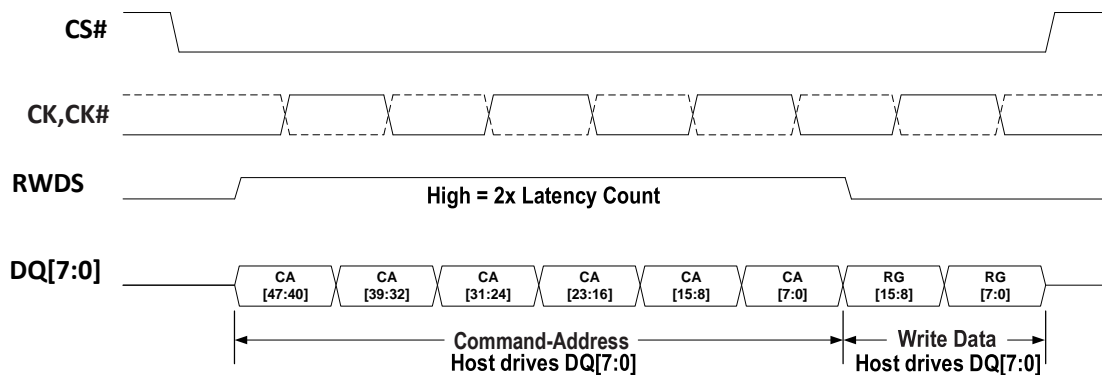 CS#
CK,CK#
RWDS
High = 2x Latency Count
DQ[7:0]
CA
[47:40]
CA
[39:32]
CA
[31:24]
CA
[23:16]
CA
[15:8]
CA
[7:0]
RG
[15:8]
RG
[7:0]
Command-Address
Host drives DQ[7:0]
Write Data
Host drives DQ[7:0]